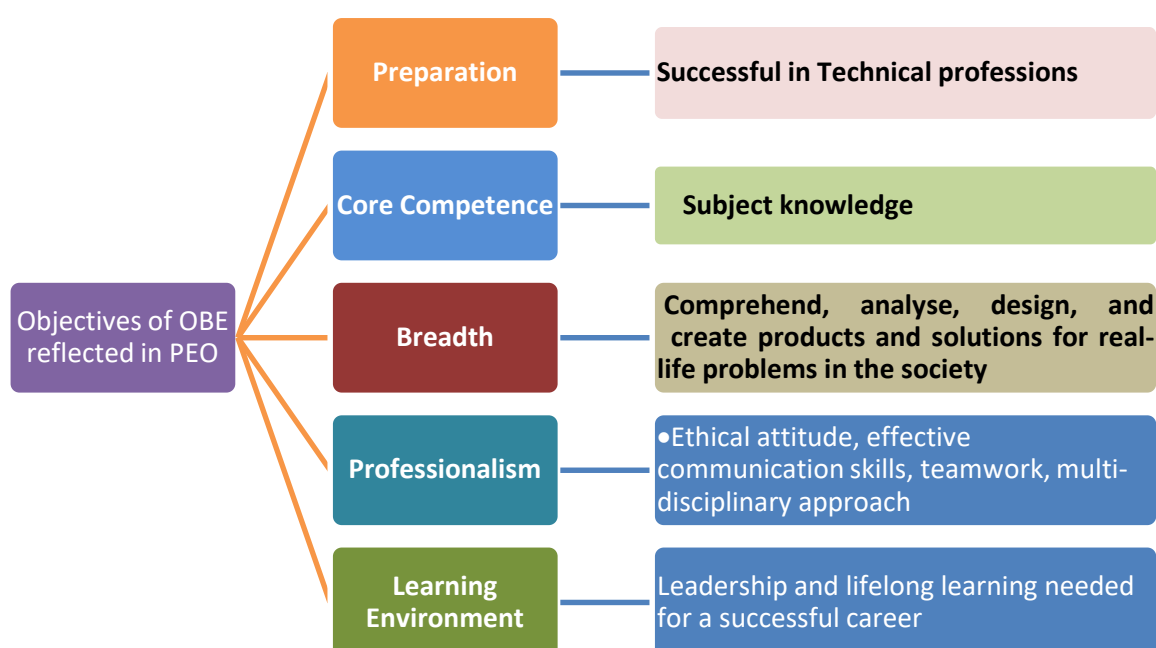 Objectives of OBE
reflected in PEO
Preparation
Successful in Technical professions
Core Competence
Subject knowledge
Breadth
Comprehend, analyse, design, and
create products and solutions for real-
life problems in the society
Professionalism
•Ethical attitude, effective
communication skills, teamwork, multi-
disciplinary approach
Learning
Environment
Leadership and lifelong learning needed
for a successful career